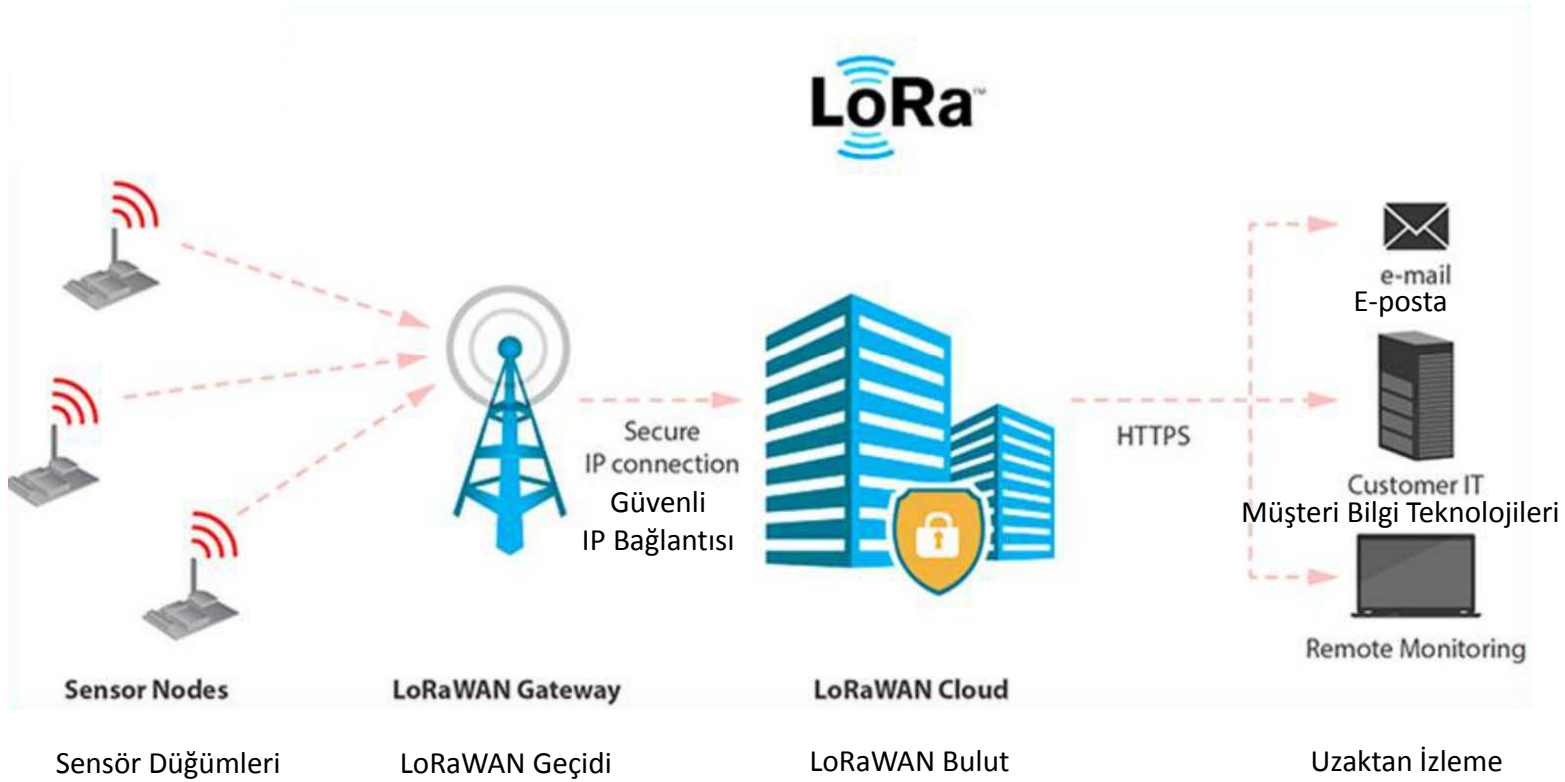 LoRa™
e-mail
E-posta
Secure
IP connection
Güvenli
IP Bağlantısı
HTTPS
Customer IT
Müşteri Bilgi Teknolojileri
Remote Monitoring
Sensor Nodes
LoRaWAN Gateway
LoRaWAN Cloud
Sensör Düğümleri
LoRaWAN Geçidi
LoRaWAN Bulut
Uzaktan İzleme